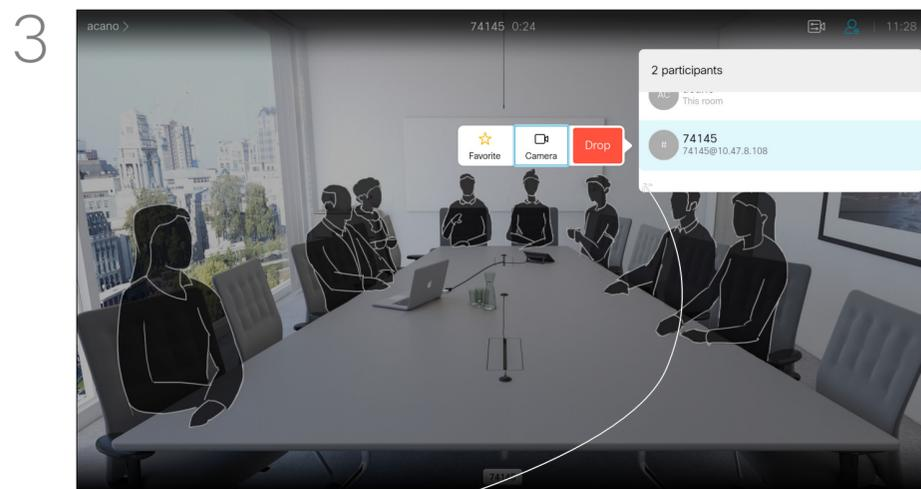 3
acano >
74145 0:24
11:28
2 participants
AC
This room
Favorite
Camera
Drop
#
74145
74145@10.47.8.108